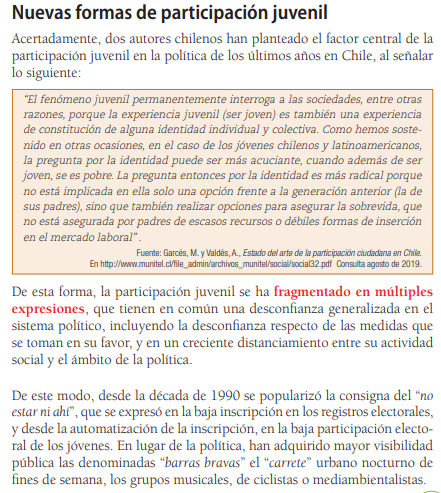 Nuevas formas de participación juvenil
Acertadamente, dos autores chilenos han planteado el factor central de la
participación juvenil en la política de los últimos años en Chile, al señalar
lo siguiente:
“El fenómeno juvenil permanentemente interroga a las sociedades, entre otras
razones, porque la experiencia juvenil (ser joven) es también una experiencia
de constitución de alguna identidad individual y colectiva. Como hemos soste-
nido en otras ocasiones, en el caso de los jóvenes chilenos y latinoamericanos,
la pregunta por la identidad puede ser más acuciante, cuando además de ser
joven, se es pobre. La pregunta entonces por la identidad es más radical porque
no está implicada en ella solo una opción frente a la generación anterior (la de
sus padres), sino que también realizar opciones para asegurar la sobrevida, que
no está asegurada por padres de escasos recursos o débiles formas de inserción
en el mercado laboral”.
Fuente: Garcés, M. y Valdés, A., Estado del arte de la participación ciudadana en Chile.
En http://www.munitel.cl/file_admin/archivos_munitel/social/social32.pdf Consulta agosto de 2019.
De esta forma, la participación juvenil se ha fragmentado en múltiples
expresiones, que tienen en común una desconfianza generalizada en el
sistema político, incluyendo la desconfianza respecto de las medidas que
se toman en su favor, y en un creciente distanciamiento entre su actividad
social y el ámbito de la política.
De este modo, desde la década de 1990 se popularizó la consigna del “no
estar ni ahí”, que se expresó en la baja inscripción en los registros electorales,
y desde la automatización de la inscripción, en la baja participación electo-
ral de los jóvenes. En lugar de la política, han adquirido mayor visibilidad
pública las denominadas “barras bravas” el “carrete” urbano nocturno de
fines de semana, los grupos musicales, de ciclistas o mediambientalistas.